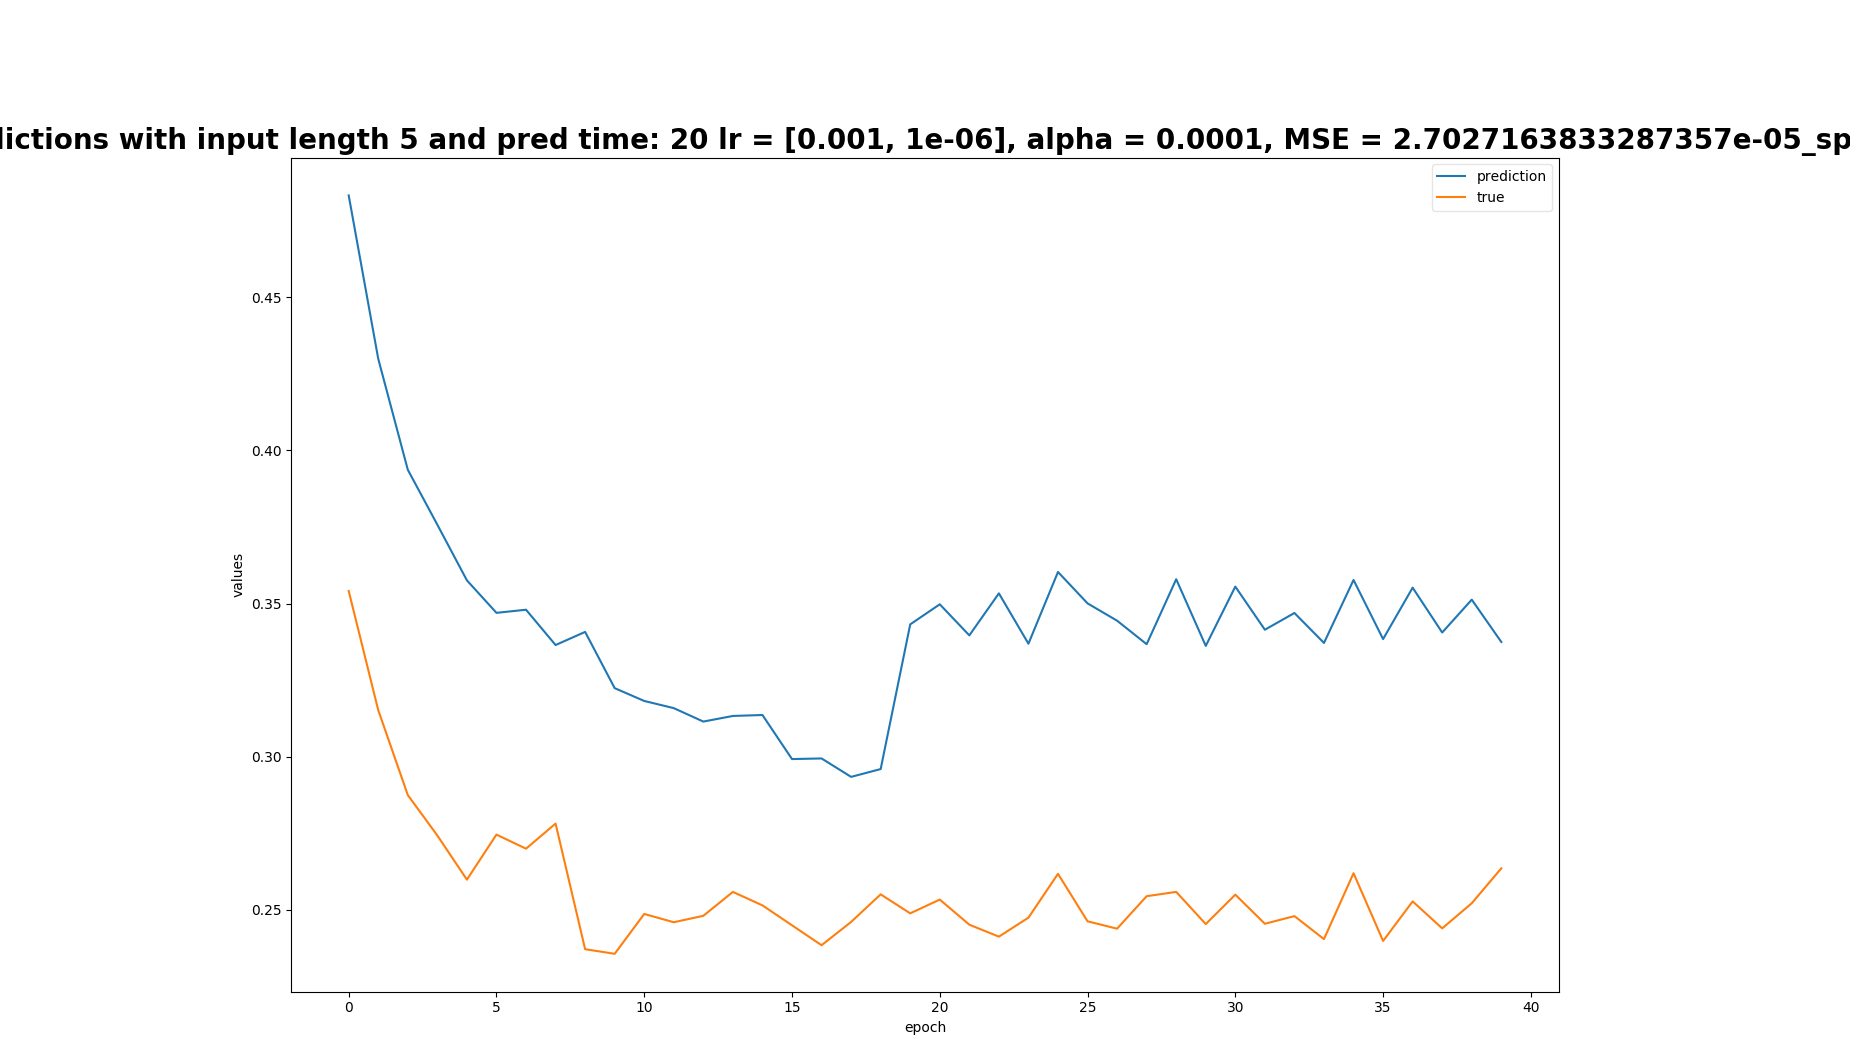 dictions with input length 5 and pred time: 20 lr = [0.001, 1e-06], alpha = 0.0001, MSE = 2.7027163833287357e-05_sp
prediction
true
0.45
0.40
0.35
0.30
0.25
values
0 5 10 15 20 25 30 35 40
epoch